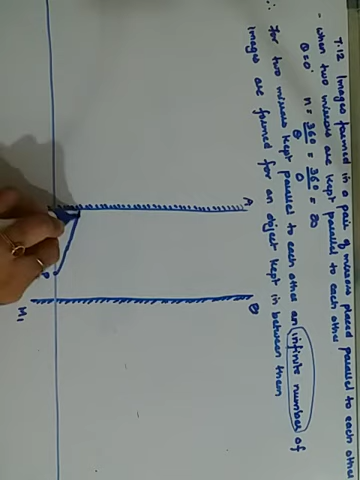 7.12 Images formed in a pair of mirrors placed parallel to each other
- when two mirrors are kept parallel to each other
θ=0° n = 360/θ = 360/0 = ∞
∴ For two mirrors kept parallel to each other an infinite number of
images are formed for an object kept in between them
A
B
M1
P